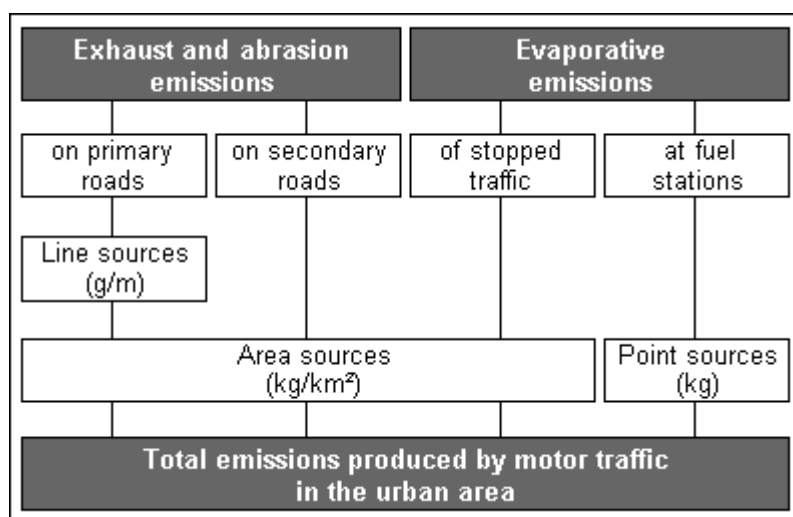 Exhaust and abrasion
emissions
Evaporative
emissions
on primary
roads
on secondary
roads
of stopped
traffic
at fuel
stations
Line sources
(g/m)
Area sources
(kg/km²)
Point sources
(kg)
Total emissions produced by motor traffic
in the urban area